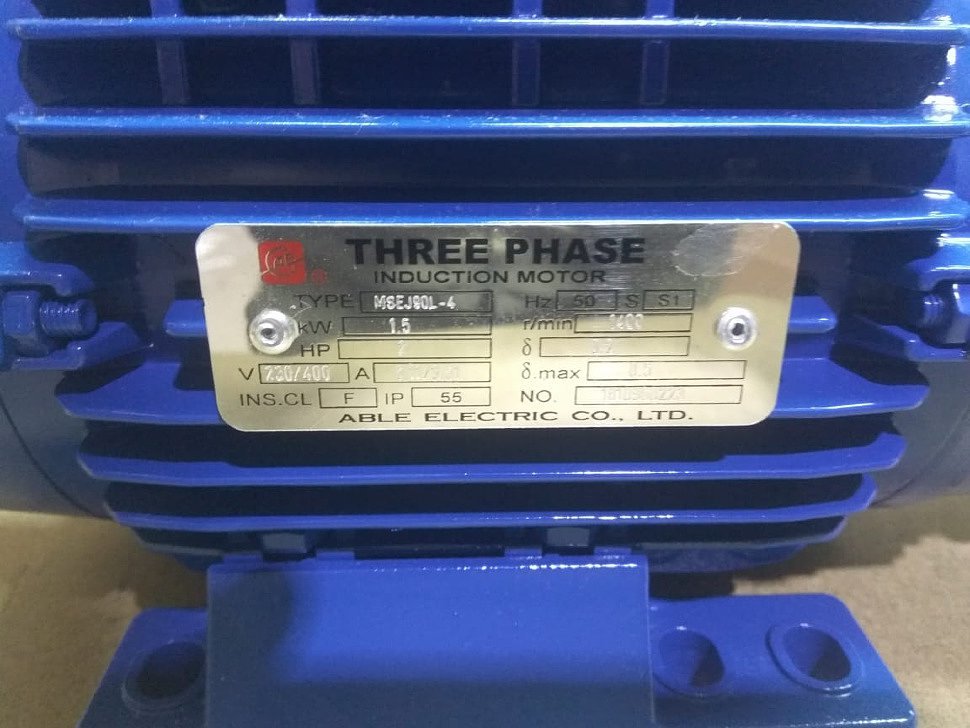 THREE PHASE
INDUCTION MOTOR
®
TYPE MSEJ90L-4 Hz 50 S S1
kW 1.5 r/min
HP 2 δ
V 230/400 A δ.max
INS.CL F IP 55 NO.
ABLE ELECTRIC CO., LTD.